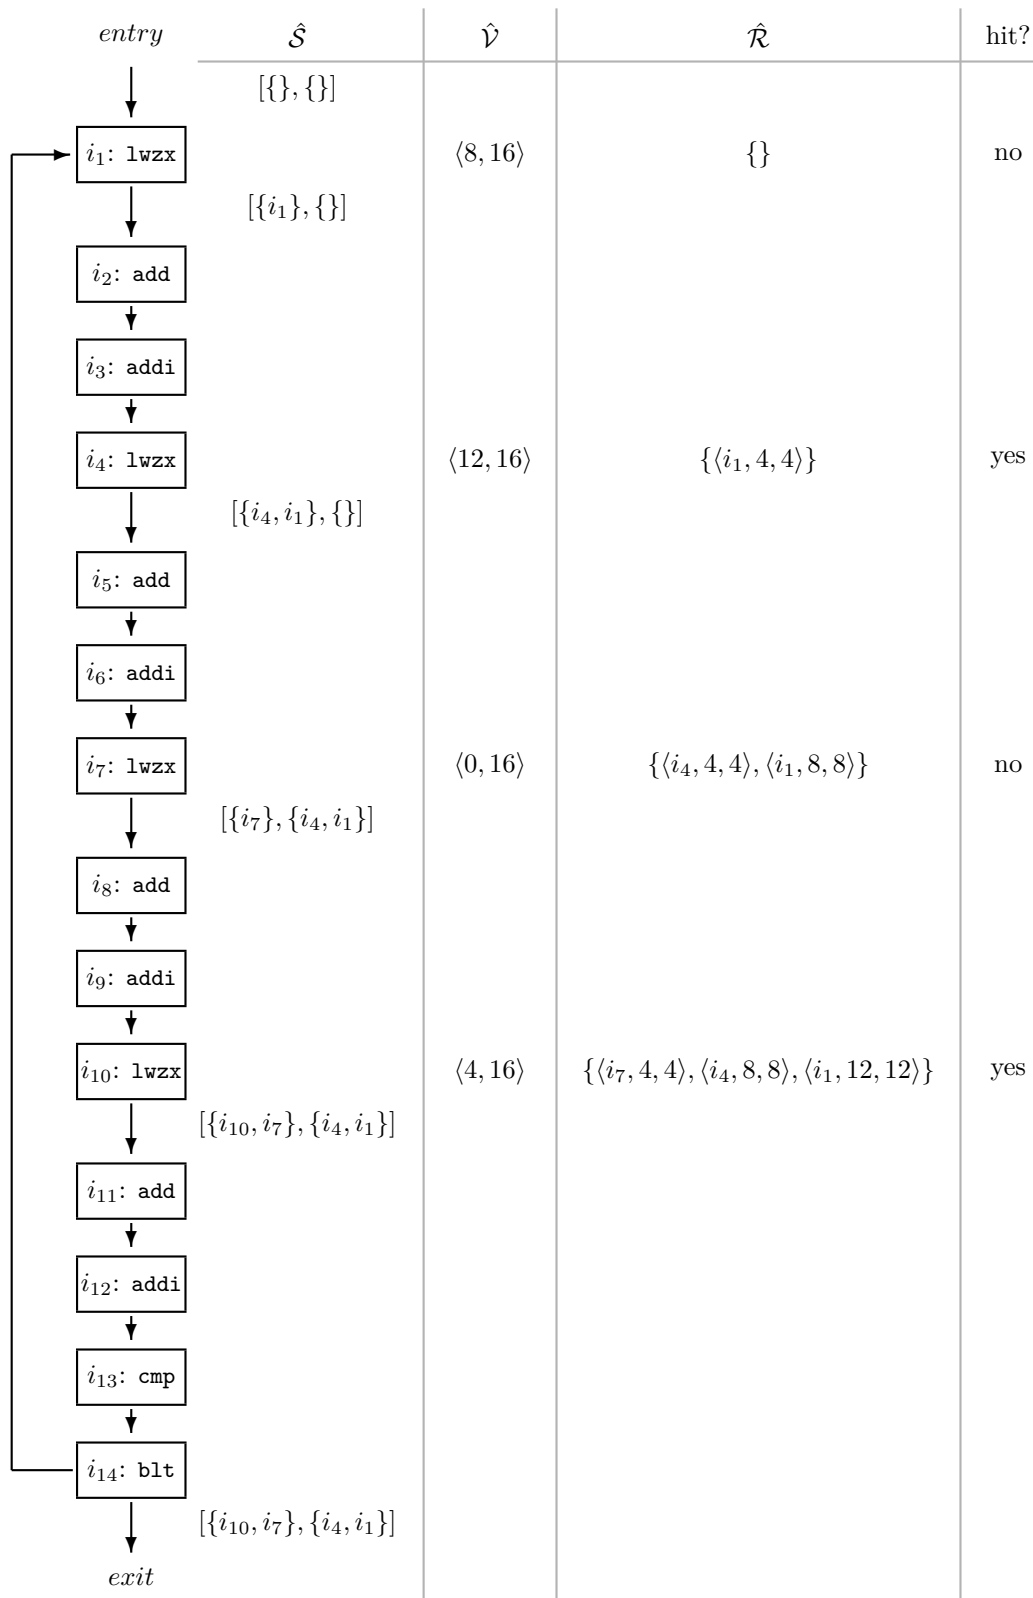 entry Ŝ V̂ R̂ hit?
[{}, {}]
i₁: lwzx ⟨8, 16⟩ {} no
[{i₁}, {}]
i₂: add
i₃: addi
i₄: lwzx ⟨12, 16⟩ {⟨i₁, 4, 4⟩} yes
[{i₄, i₁}, {}]
i₅: add
i₆: addi
i₇: lwzx ⟨0, 16⟩ {⟨i₄, 4, 4⟩, ⟨i₁, 8, 8⟩} no
[{i₇}, {i₄, i₁}]
i₈: add
i₉: addi
i₁₀: lwzx ⟨4, 16⟩ {⟨i₇, 4, 4⟩, ⟨i₄, 8, 8⟩, ⟨i₁, 12, 12⟩} yes
[{i₁₀, i₇}, {i₄, i₁}]
i₁₁: add
i₁₂: addi
i₁₃: cmp
i₁₄: blt
[{i₁₀, i₇}, {i₄, i₁}]
exit